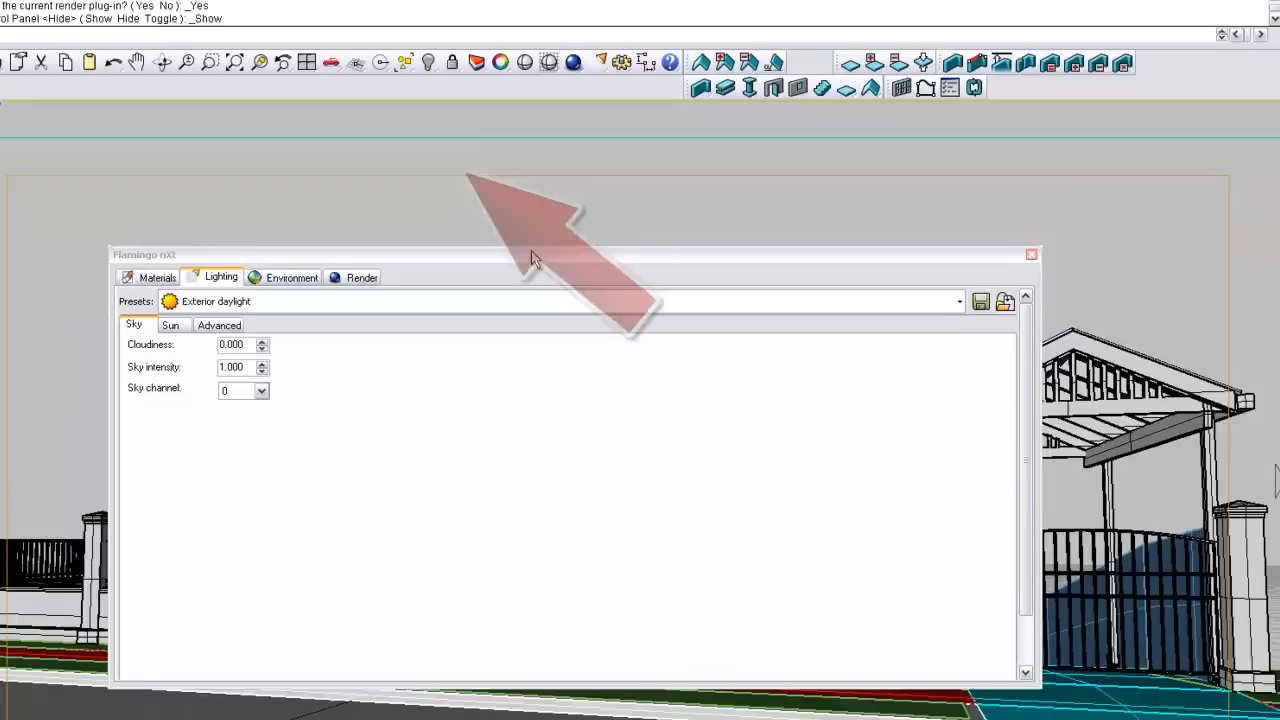 the current render plug-in? ( Yes  No ): _Yes
rol Panel <Hide> ( Show  Hide  Toggle ): _Show
Flamingo nXt
Materials Lighting Environment Render
Presets: Exterior daylight
Sky Sun Advanced
Cloudiness: 0.000
Sky intensity: 1.000
Sky channel: 0